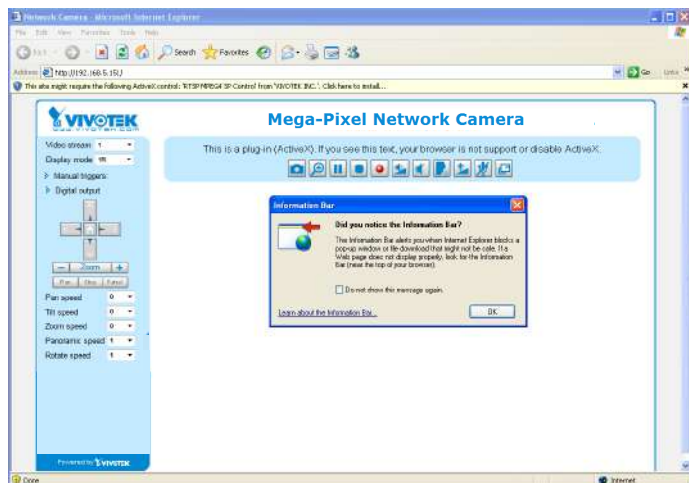 Network Camera - Microsoft Internet Explorer
File Edit View Favorites Tools Help
Search Favorites
Address http://192.168.5.151/ Go Links
This site might require the following ActiveX control: 'RTSP MPEG4 SP Control' from 'VIVOTEK INC.'. Click here to install...
VIVOTEK
www.vivotek.com
Mega-Pixel Network Camera
Video stream 1
This is a plug-in (ActiveX). If you see this text, your browser is not support or disable ActiveX.
Display mode
Manual triggers
Digital output
Zoom
Pan Stop Patrol
Pan speed 0
Tilt speed 0
Zoom speed 0
Panoramic speed 1
Rotate speed 1
Information Bar
Did you notice the Information Bar?
The Information Bar alerts you when Internet Explorer blocks a
pop-up window or file download that might not be safe. If a
Web page does not display properly, look for the Information
Bar (near the top of your browser).
Do not show this message again.
Learn about the Information Bar...
OK
Powered by VIVOTEK
Done
Internet